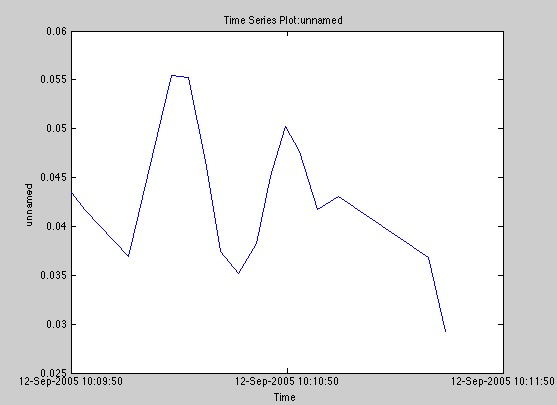 Time Series Plot:unnamed
0.06
0.055
0.05
0.045
0.04
0.035
0.03
0.025
unnamed
12-Sep-2005 10:09:50
12-Sep-2005 10:10:50
12-Sep-2005 10:11:50
Time